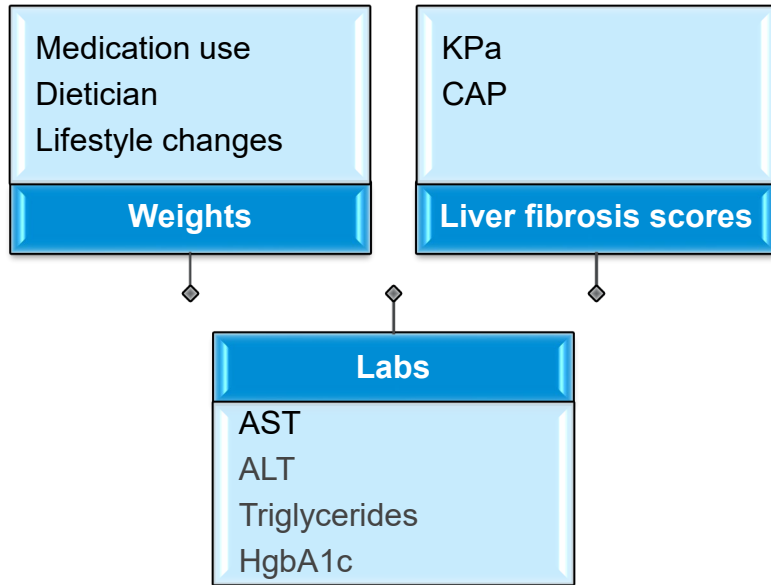 Medication use
Dietician
Lifestyle changes
Weights
KPa
CAP
Liver fibrosis scores
Labs
AST
ALT
Triglycerides
HgbA1c